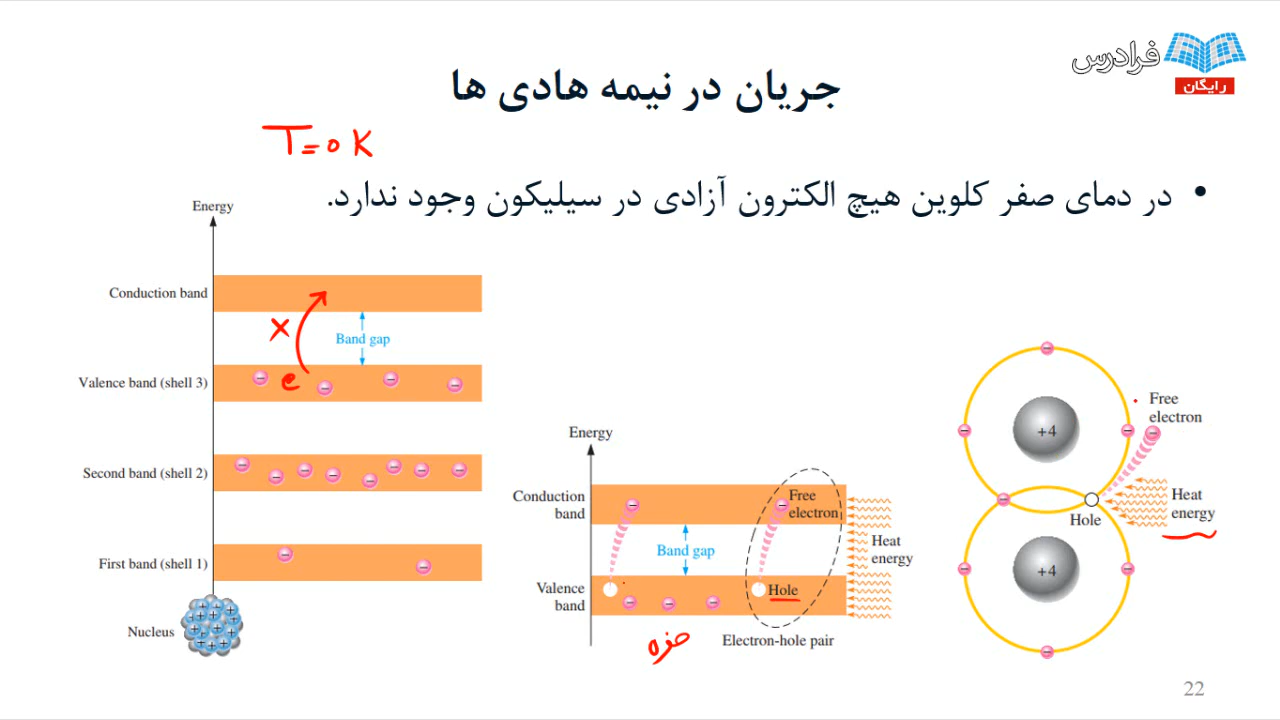 فرادرس
رایگان
جریان در نیمه هادی ها
T=0 K
• در دمای صفر کلوین هیچ الکترون آزادی در سیلیکون وجود ندارد.
Energy
Conduction band
x
Band gap
Valence band (shell 3)
e
Second band (shell 2)
First band (shell 1)
Nucleus
Energy
Conduction
band
Free
electron
Band gap
Heat
energy
Valence
band
Hole
حفره
Electron-hole pair
+4
Free
electron
Heat
energy
Hole
+4
22